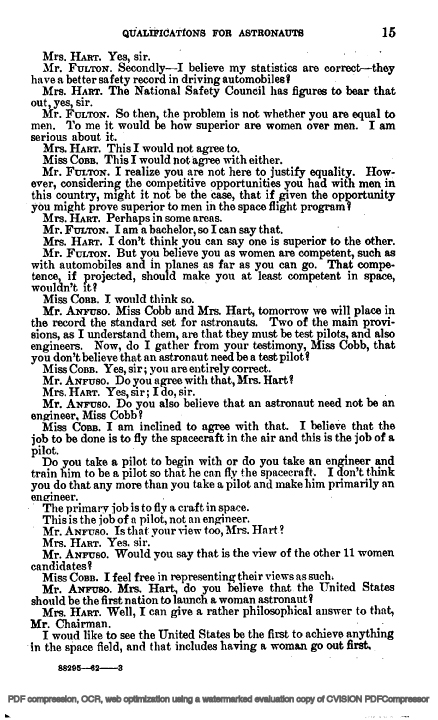 QUALIFICATIONS FOR ASTRONAUTS 15
Mrs. HART. Yes, sir.
Mr. FULTON. Secondly—I believe my statistics are correct—they
have a better safety record in driving automobiles?
Mrs. HART. The National Safety Council has figures to bear that
out, yes, sir.
Mr. FULTON. So then, the problem is not whether you are equal to
men. To me it would be how superior are women over men. I am
serious about it.
Mrs. HART. This I would not agree to.
Miss COBB. This I would not agree with either.
Mr. FULTON. I realize you are not here to justify equality. How-
ever, considering the competitive opportunities you had with men in
this country, might it not be the case, that if given the opportunity
you might prove superior to men in the space flight program?
Mrs. HART. Perhaps in some areas.
Mr. FULTON. I am a bachelor, so I can say that.
Mrs. HART. I don't think you can say one is superior to the other.
Mr. FULTON. But you believe you as women are competent, such as
with automobiles and in planes as far as you can go. That compe-
tence, if projected, should make you at least competent in space,
wouldn't it?
Miss COBB. I would think so.
Mr. ANFUSO. Miss Cobb and Mrs. Hart, tomorrow we will place in
the record the standard set for astronauts. Two of the main provi-
sions, as I understand them, are that they must be test pilots, and also
engineers. Now, do I gather from your testimony, Miss Cobb, that
you don't believe that an astronaut need be a test pilot?
Miss COBB. Yes, sir; you are entirely correct.
Mr. ANFUSO. Do you agree with that, Mrs. Hart?
Mrs. HART. Yes, sir; I do, sir.
Mr. ANFUSO. Do you also believe that an astronaut need not be an
engineer, Miss Cobb?
Miss COBB. I am inclined to agree with that. I believe that the
job to be done is to fly the spacecraft in the air and this is the job of a
pilot.
Do you take a pilot to begin with or do you take an engineer and
train him to be a pilot so that he can fly the spacecraft. I don't think
you do that any more than you take a pilot and make him primarily an
engineer.
The primary job is to fly a craft in space.
This is the job of a pilot, not an engineer.
Mr. ANFUSO. Is that your view too, Mrs. Hart?
Mrs. HART. Yes. sir.
Mr. ANFUSO. Would you say that is the view of the other 11 women
candidates?
Miss COBB. I feel free in representing their views as such.
Mr. ANFUSO. Mrs. Hart, do you believe that the United States
should be the first nation to launch a woman astronaut?
Mrs. HART. Well, I can give a rather philosophical answer to that,
Mr. Chairman.
I woud like to see the United States be the first to achieve anything
in the space field, and that includes having a woman go out first.
88295—62——3
PDF compression, OCR, web optimization using a watermarked evaluation copy of CVISION PDFCompressor